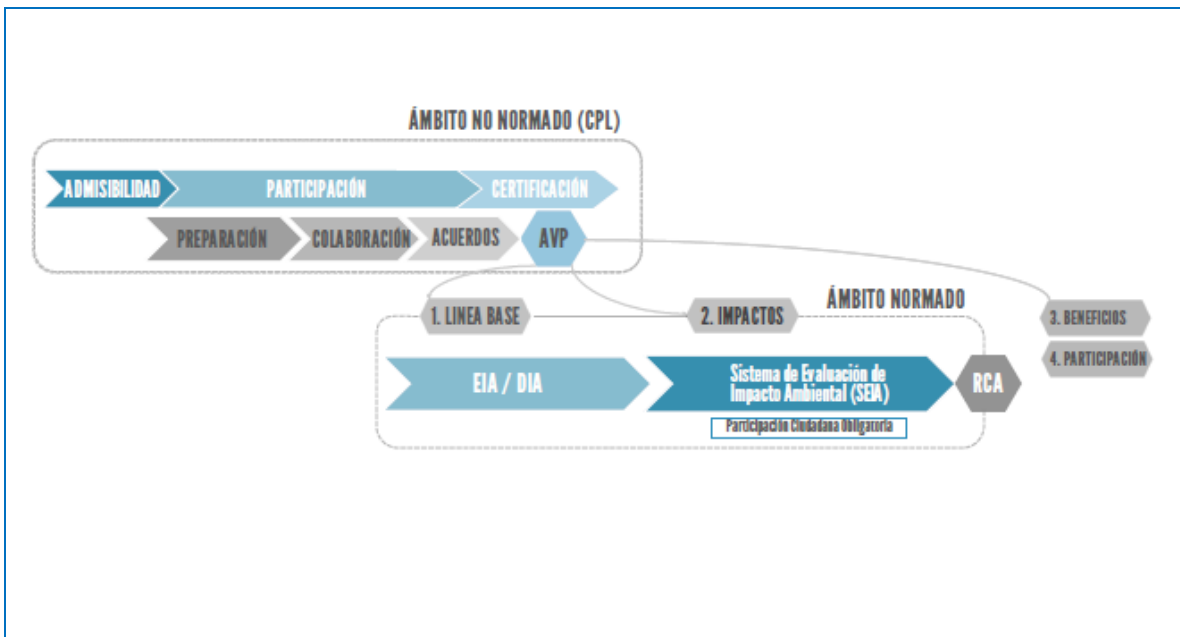 ÁMBITO NO NORMADO (CPL)
ADMISIBILIDAD
PARTICIPACIÓN
CERTIFICACIÓN
PREPARACIÓN
COLABORACIÓN
ACUERDOS
AVP
ÁMBITO NORMADO
1. LINEA BASE
2. IMPACTOS
3. BENEFICIOS
4. PARTICIPACIÓN
EIA / DIA
Sistema de Evaluación de
Impacto Ambiental (SEIA)
RCA
Participación Ciudadana Obligatoria